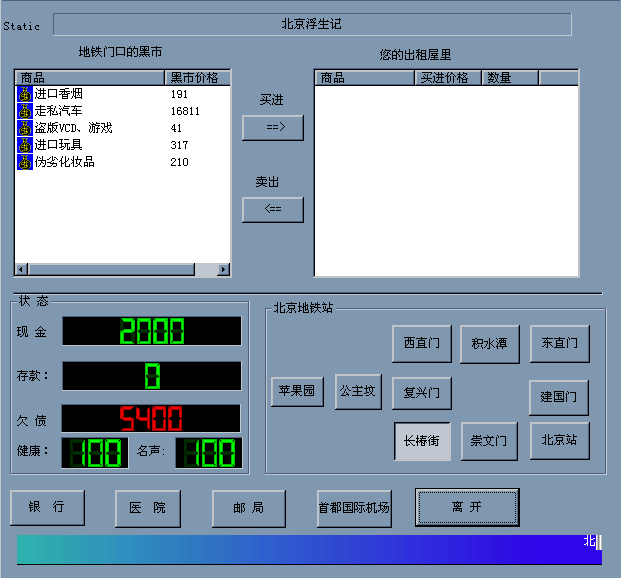 Static
北京浮生记
地铁门口的黑市
您的出租屋里
商品 黑市价格
进口香烟 191
走私汽车 16811
盗版VCD、游戏 41
进口玩具 317
伪劣化妆品 210
买进
==>
卖出
<==
商品 买进价格 数量
状 态
现 金 2000
存款: 0
欠 债 5400
健康: 100 名声: 100
北京地铁站
西直门 积水潭 东直门
苹果园 公主坟 复兴门 建国门
长椿街 崇文门 北京站
银 行 医 院 邮 局 首都国际机场 离 开
北